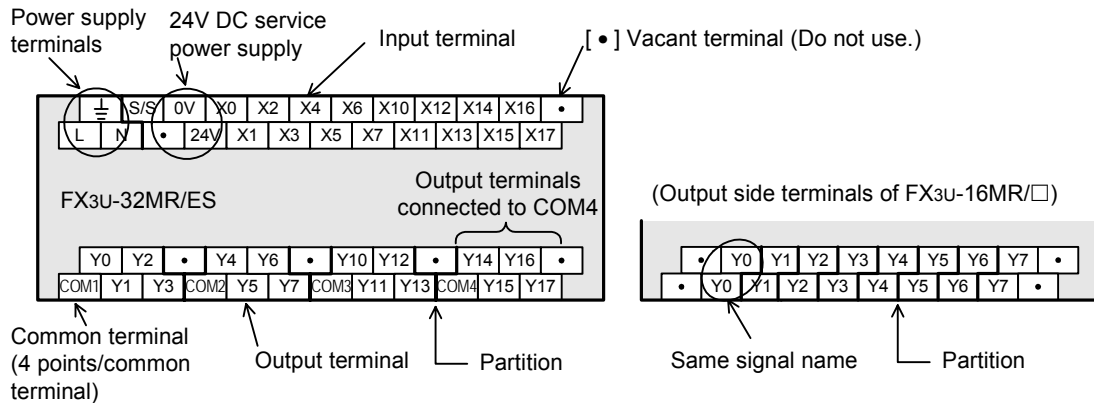 Power supply terminals
24V DC service power supply
Input terminal
[ • ] Vacant terminal (Do not use.)
⏚ S/S 0V X0 X2 X4 X6 X10 X12 X14 X16 •
L N • 24V X1 X3 X5 X7 X11 X13 X15 X17
FX3U-32MR/ES
Output terminals connected to COM4
Y0 Y2 • Y4 Y6 • Y10 Y12 • Y14 Y16 •
COM1 Y1 Y3 COM2 Y5 Y7 COM3 Y11 Y13 COM4 Y15 Y17
Common terminal (4 points/common terminal)
Output terminal
Partition
(Output side terminals of FX3U-16MR/□)
• Y0 Y1 Y2 Y3 Y4 Y5 Y6 Y7 •
• Y0 Y1 Y2 Y3 Y4 Y5 Y6 Y7 •
Same signal name
Partition